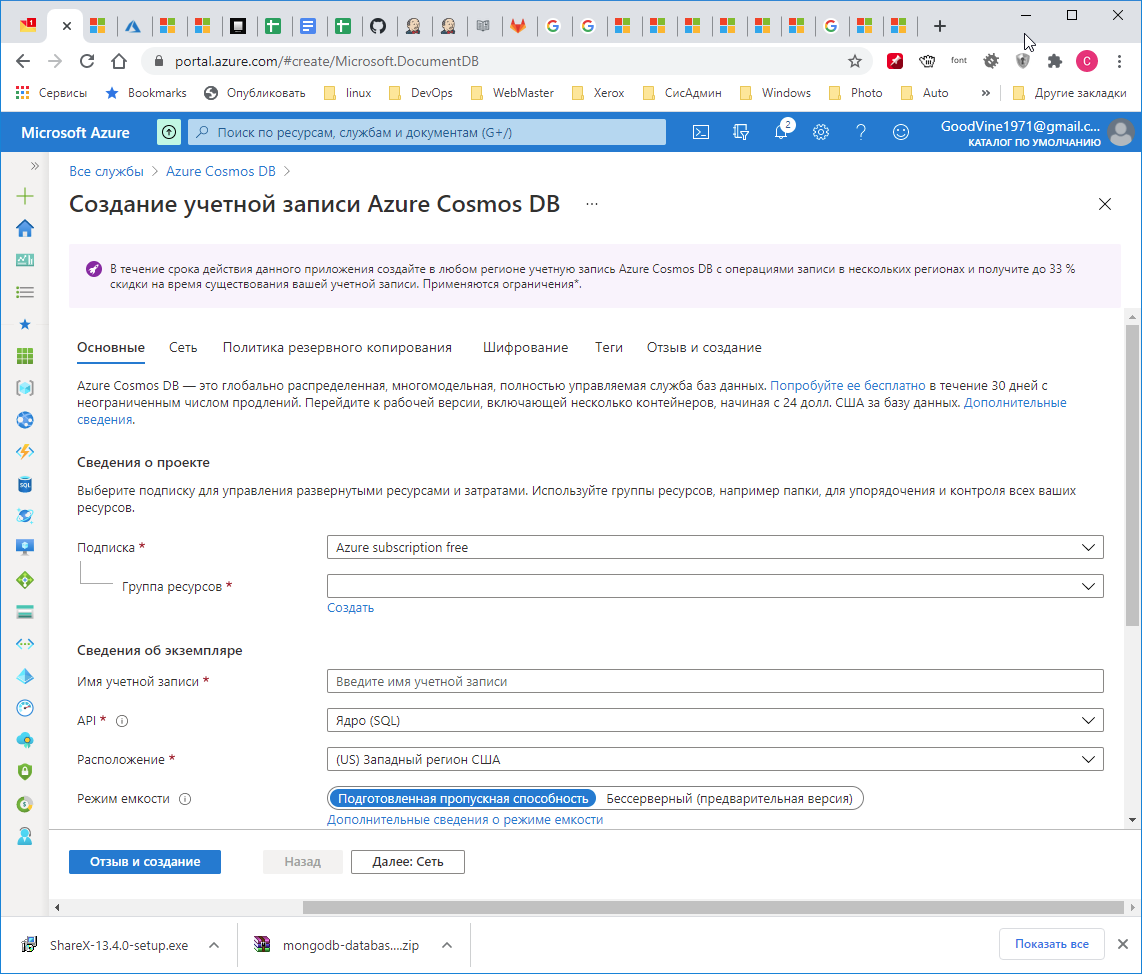 1
portal.azure.com/#create/Microsoft.DocumentDB
font
C
Сервисы
Bookmarks
Опубликовать
linux
DevOps
WebMaster
Xerox
СисАдмин
Windows
Photo
Auto
»
Другие закладки
Microsoft Azure
Поиск по ресурсам, службам и документам (G+/)
2
GoodVine1971@gmail.c...
КАТАЛОГ ПО УМОЛЧАНИЮ
Все службы > Azure Cosmos DB >
Создание учетной записи Azure Cosmos DB ...
В течение срока действия данного приложения создайте в любом регионе учетную запись Azure Cosmos DB с операциями записи в нескольких регионах и получите до 33 %
скидки на время существования вашей учетной записи. Применяются ограничения*.
Основные
Сеть
Политика резервного копирования
Шифрование
Теги
Отзыв и создание
Azure Cosmos DB — это глобально распределенная, многомодельная, полностью управляемая служба баз данных. Попробуйте ее бесплатно в течение 30 дней с
неограниченным числом продлений. Перейдите к рабочей версии, включающей несколько контейнеров, начиная с 24 долл. США за базу данных. Дополнительные
сведения.
Сведения о проекте
Выберите подписку для управления развернутыми ресурсами и затратами. Используйте группы ресурсов, например папки, для упорядочения и контроля всех ваших
ресурсов.
Подписка *
Azure subscription free
Группа ресурсов *
Создать
Сведения об экземпляре
Имя учетной записи *
Введите имя учетной записи
API *
Ядро (SQL)
Расположение *
(US) Западный регион США
Режим емкости
Подготовленная пропускная способность
Бессерверный (предварительная версия)
Дополнительные сведения о режиме емкости
Отзыв и создание
Назад
Далее: Сеть
ShareX-13.4.0-setup.exe
mongodb-databas....zip
Показать все
SQL